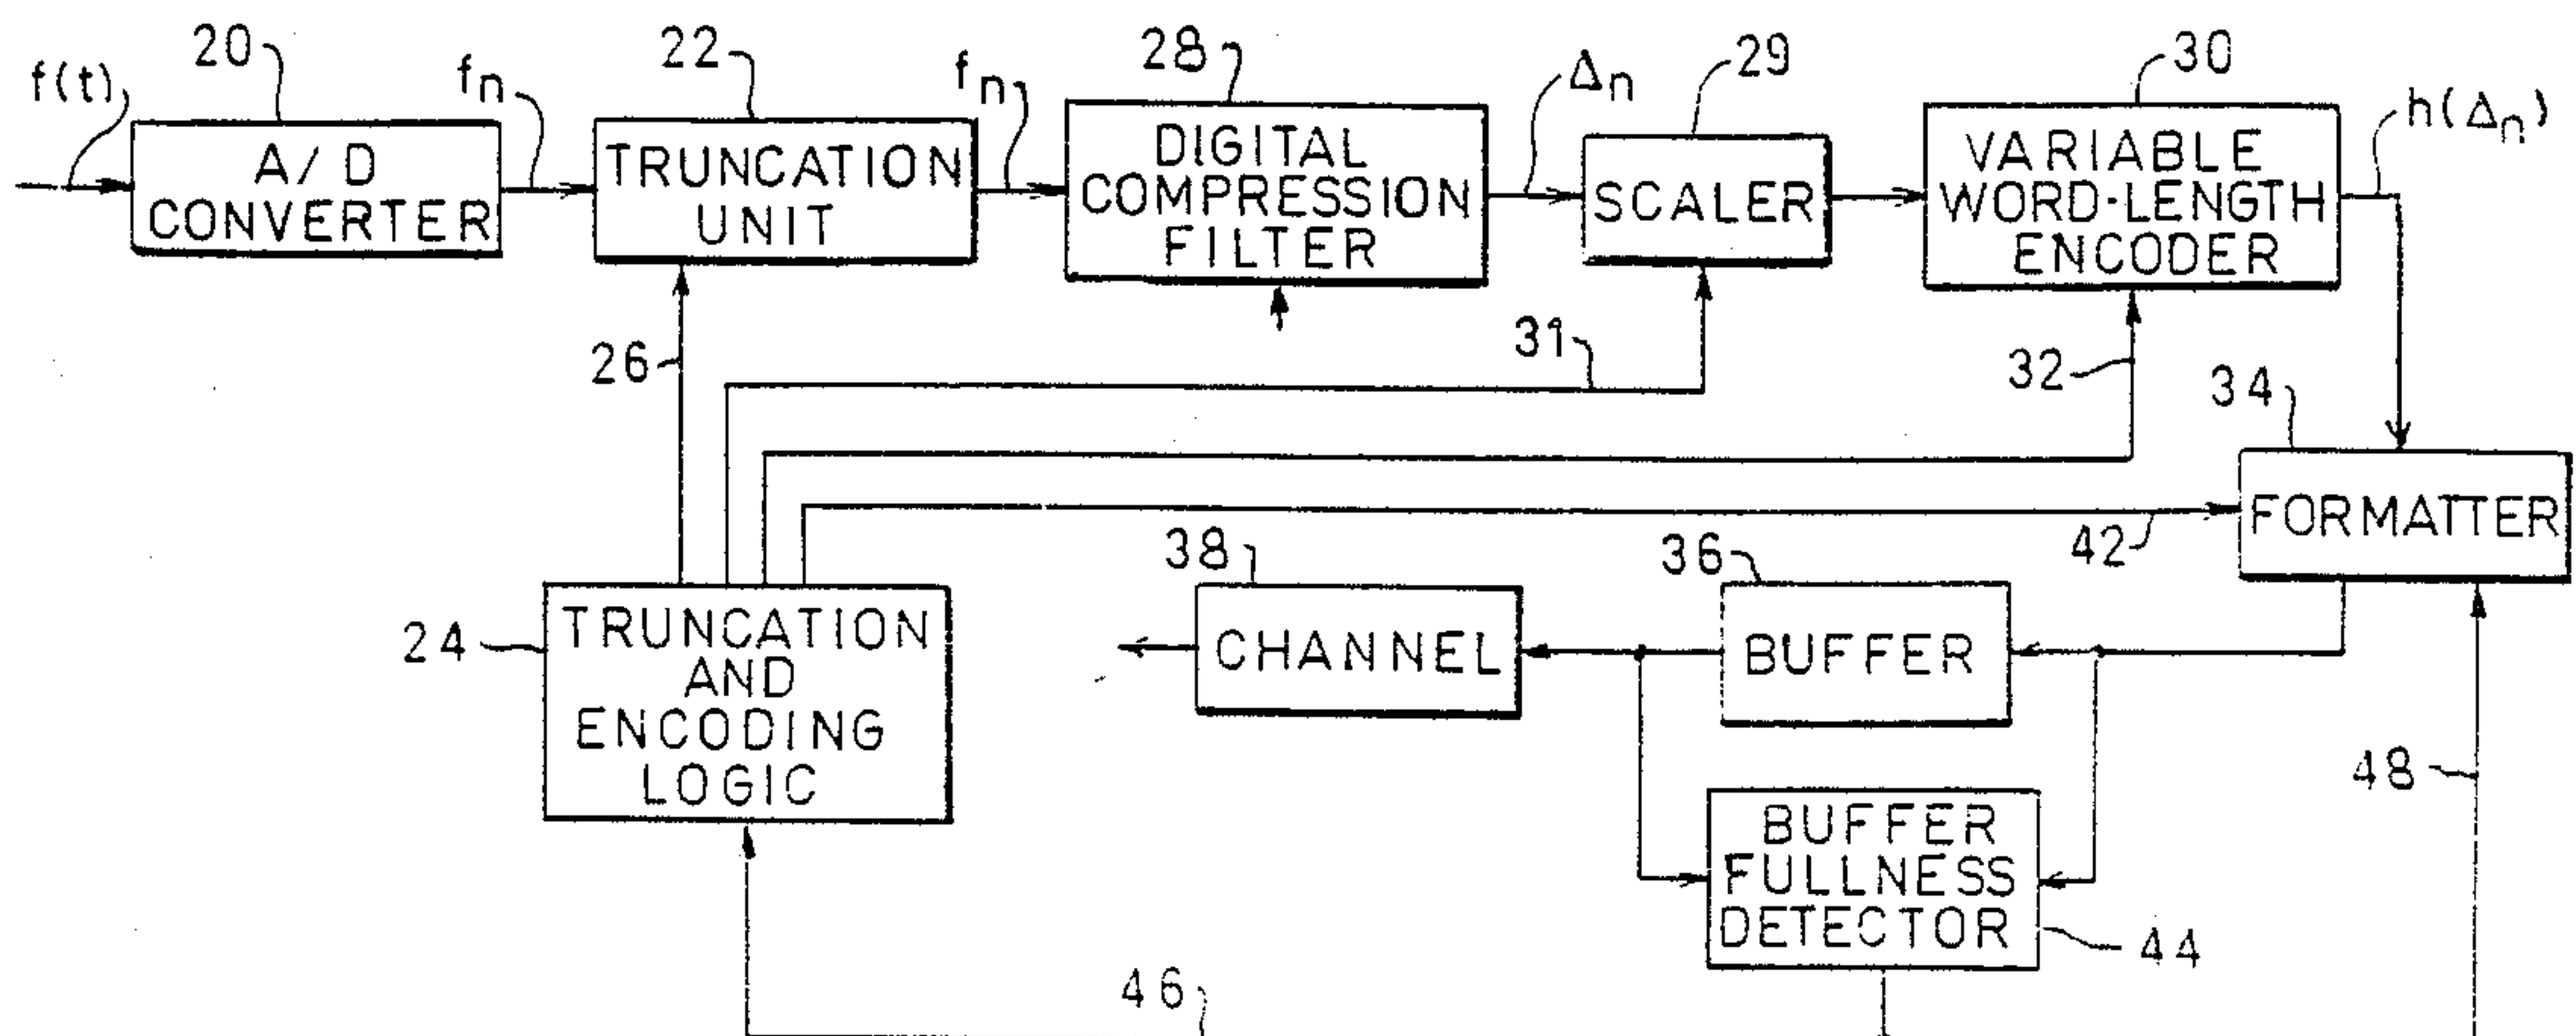 20
22
28
29
30
f(t)
fn
fn
Δn
h(Δn)
A/D
CONVERTER
TRUNCATION
UNIT
DIGITAL
COMPRESSION
FILTER
SCALER
VARIABLE
WORD-LENGTH
ENCODER
26
31
32
34
FORMATTER
42
38
36
24
TRUNCATION
AND
ENCODING
LOGIC
CHANNEL
BUFFER
48
BUFFER
FULLNESS
DETECTOR
44
46